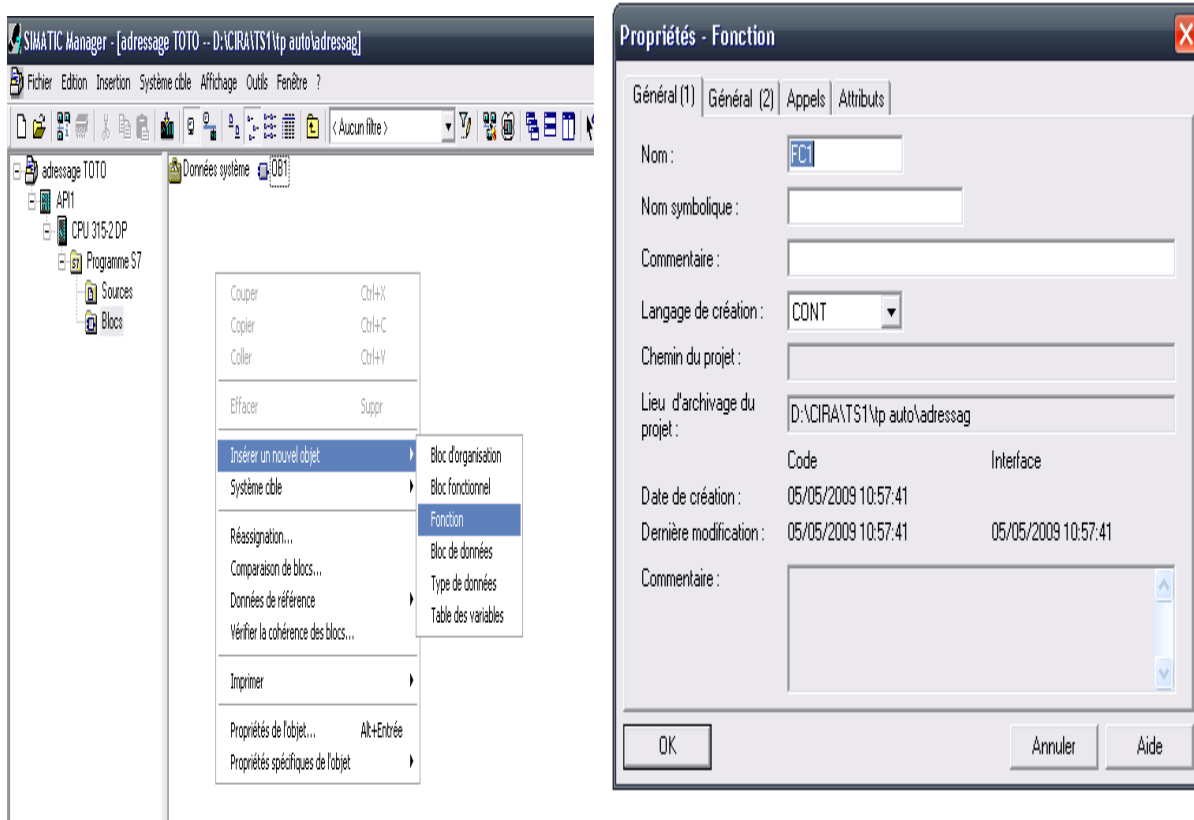 SIMATIC Manager - [adressage TOTO -- D:\CIRA\TS1\tp auto\adressag]
Fichier Edition Insertion Système cible Affichage Outils Fenêtre ?
< Aucun filtre >
adressage TOTO
API1
CPU 315-2 DP
Programme S7
Sources
Blocs
Données système OB1
Couper Ctrl+X
Copier Ctrl+C
Coller Ctrl+V
Effacer Suppr
Insérer un nouvel objet
Système cible
Réassignation...
Comparaison de blocs...
Données de référence
Vérifier la cohérence des blocs...
Imprimer
Propriétés de l'objet... Alt+Entrée
Propriétés spécifiques de l'objet
Bloc d'organisation
Bloc fonctionnel
Fonction
Bloc de données
Type de données
Table des variables
Propriétés - Fonction
Général (1) Général (2) Appels Attributs
Nom : FC1
Nom symbolique :
Commentaire :
Langage de création : CONT
Chemin du projet :
Lieu d'archivage du
projet : D:\CIRA\TS1\tp auto\adressag
Code Interface
Date de création : 05/05/2009 10:57:41
Dernière modification : 05/05/2009 10:57:41 05/05/2009 10:57:41
Commentaire :
OK Annuler Aide